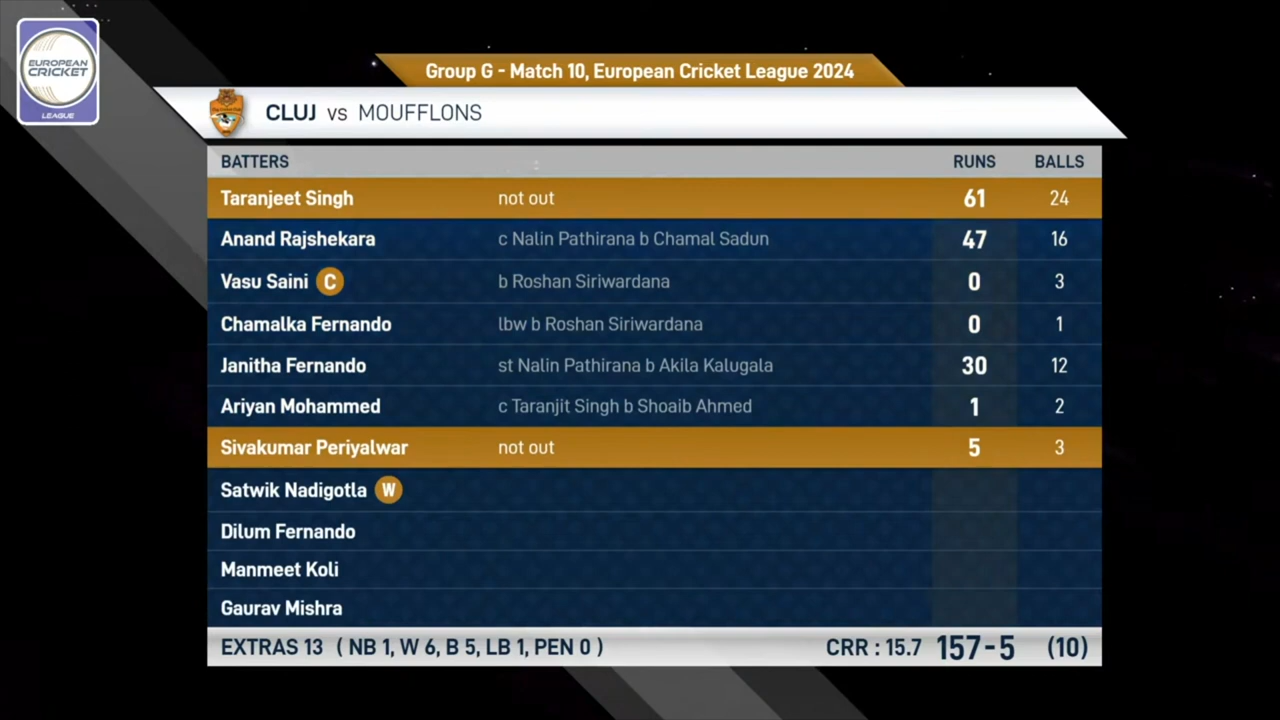 EUROPEAN
CRICKET
LEAGUE
Group G - Match 10, European Cricket League 2024
CLUJ vs MOUFFLONS
BATTERS RUNS BALLS
Taranjeet Singh not out 61 24
Anand Rajshekara c Nalin Pathirana b Chamal Sadun 47 16
Vasu Saini C b Roshan Siriwardana 0 3
Chamalka Fernando lbw b Roshan Siriwardana 0 1
Janitha Fernando st Nalin Pathirana b Akila Kalugala 30 12
Ariyan Mohammed c Taranjit Singh b Shoaib Ahmed 1 2
Sivakumar Periyalwar not out 5 3
Satwik Nadigotla W
Dilum Fernando
Manmeet Koli
Gaurav Mishra
EXTRAS 13 ( NB 1, W 6, B 5, LB 1, PEN 0 ) CRR : 15.7 157-5 (10)